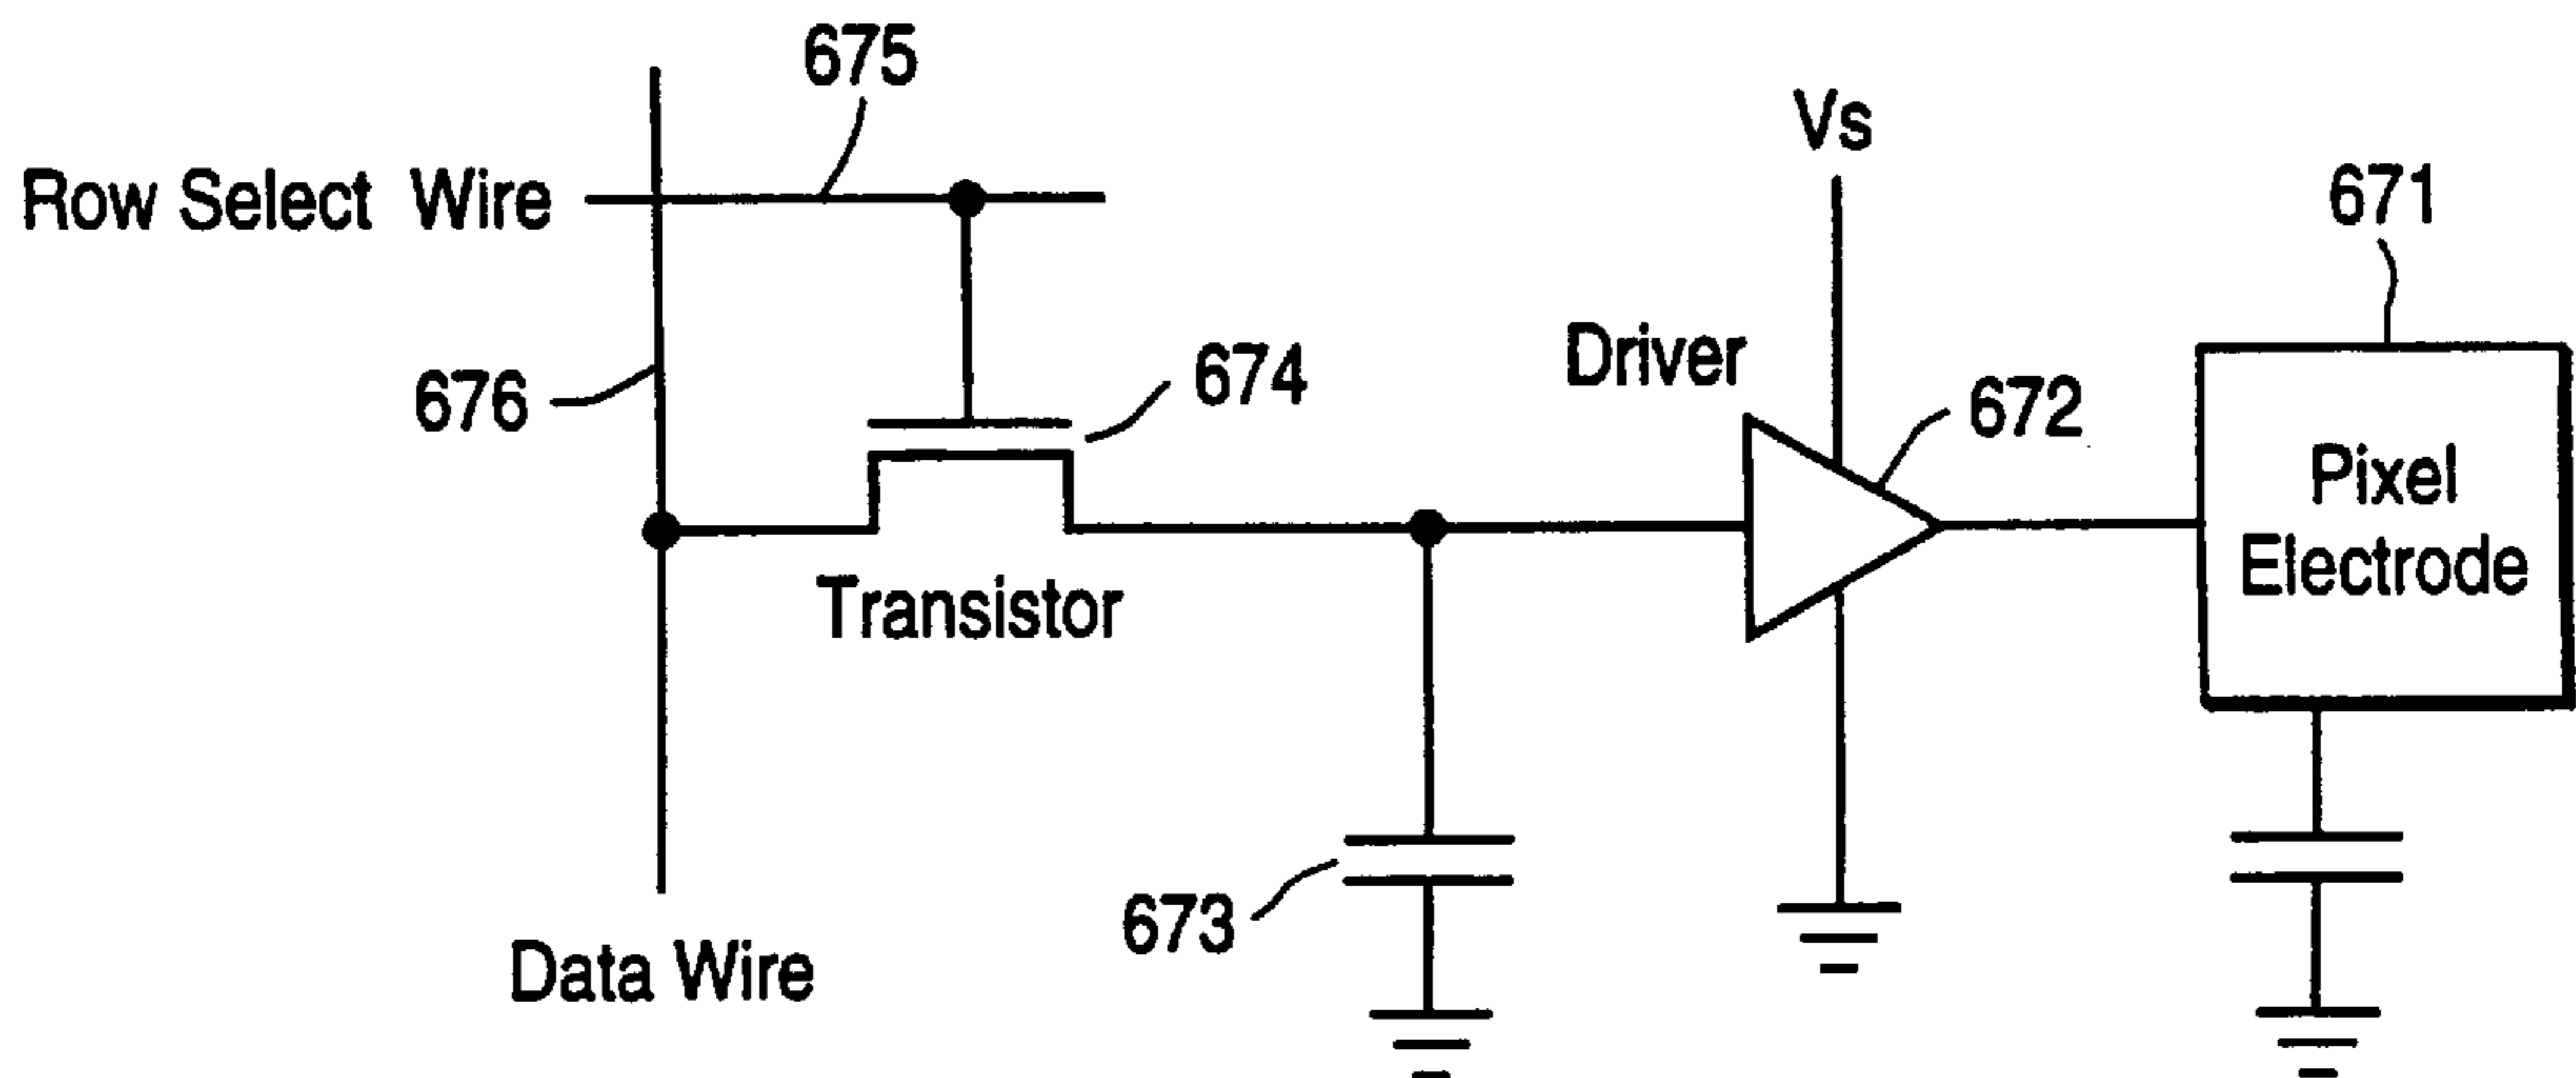 675
Vs
Row Select Wire
671
Driver
674
676
672
Pixel
Electrode
Transistor
673
Data Wire